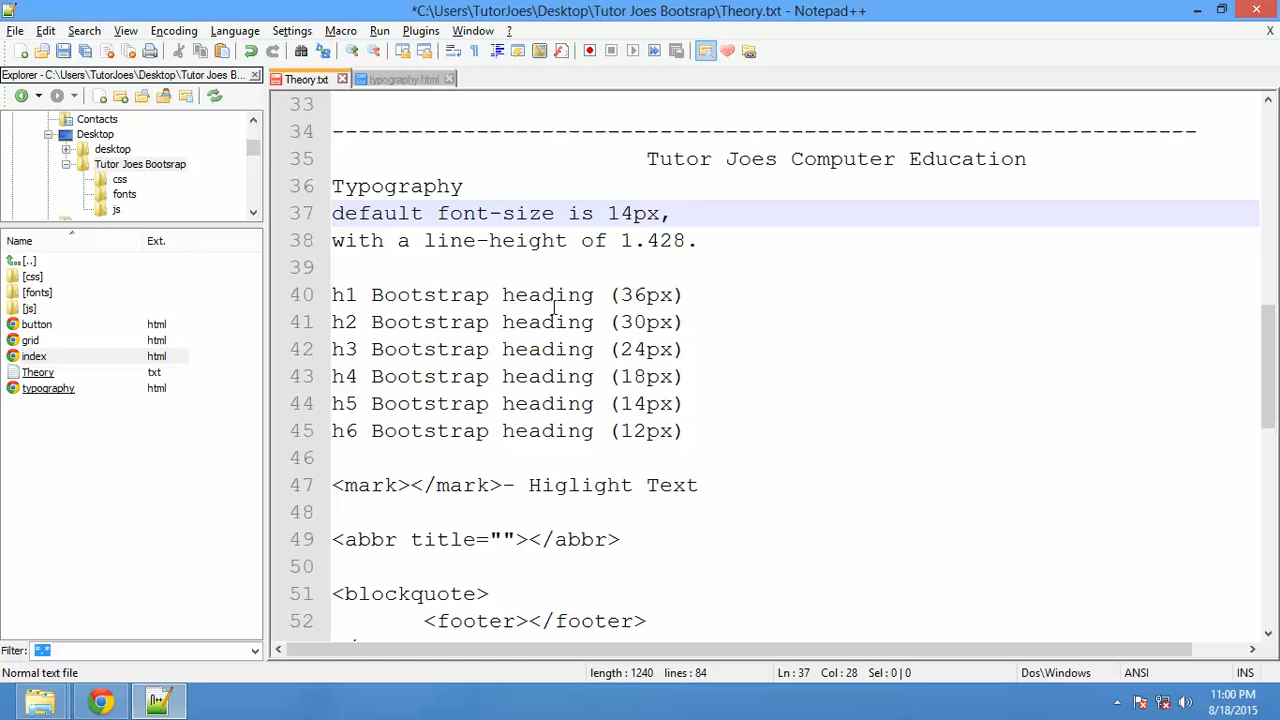 *C:\Users\TutorJoes\Desktop\Tutor Joes Bootsrap\Theory.txt - Notepad++
File Edit Search View Encoding Language Settings Macro Run Plugins Window ? X
Explorer - C:\Users\TutorJoes\Desktop\Tutor Joes B...
Theory.txt typography.html
Contacts
Desktop
desktop
Tutor Joes Bootsrap
css
fonts
js
Name Ext.
[..]
[css]
[fonts]
[js]
button html
grid html
index html
Theory txt
typography html
Filter: *.*
33
34 ------------------------------------------------------------------
35 Tutor Joes Computer Education
36 Typography
37 default font-size is 14px,
38 with a line-height of 1.428.
39
40 h1 Bootstrap heading (36px)
41 h2 Bootstrap heading (30px)
42 h3 Bootstrap heading (24px)
43 h4 Bootstrap heading (18px)
44 h5 Bootstrap heading (14px)
45 h6 Bootstrap heading (12px)
46
47 <mark></mark>- Higlight Text
48
49 <abbr title=""></abbr>
50
51 <blockquote>
52 <footer></footer>
Normal text file length : 1240 lines : 84 Ln : 37 Col : 28 Sel : 0 | 0 Dos\Windows ANSI INS
11:00 PM
8/18/2015